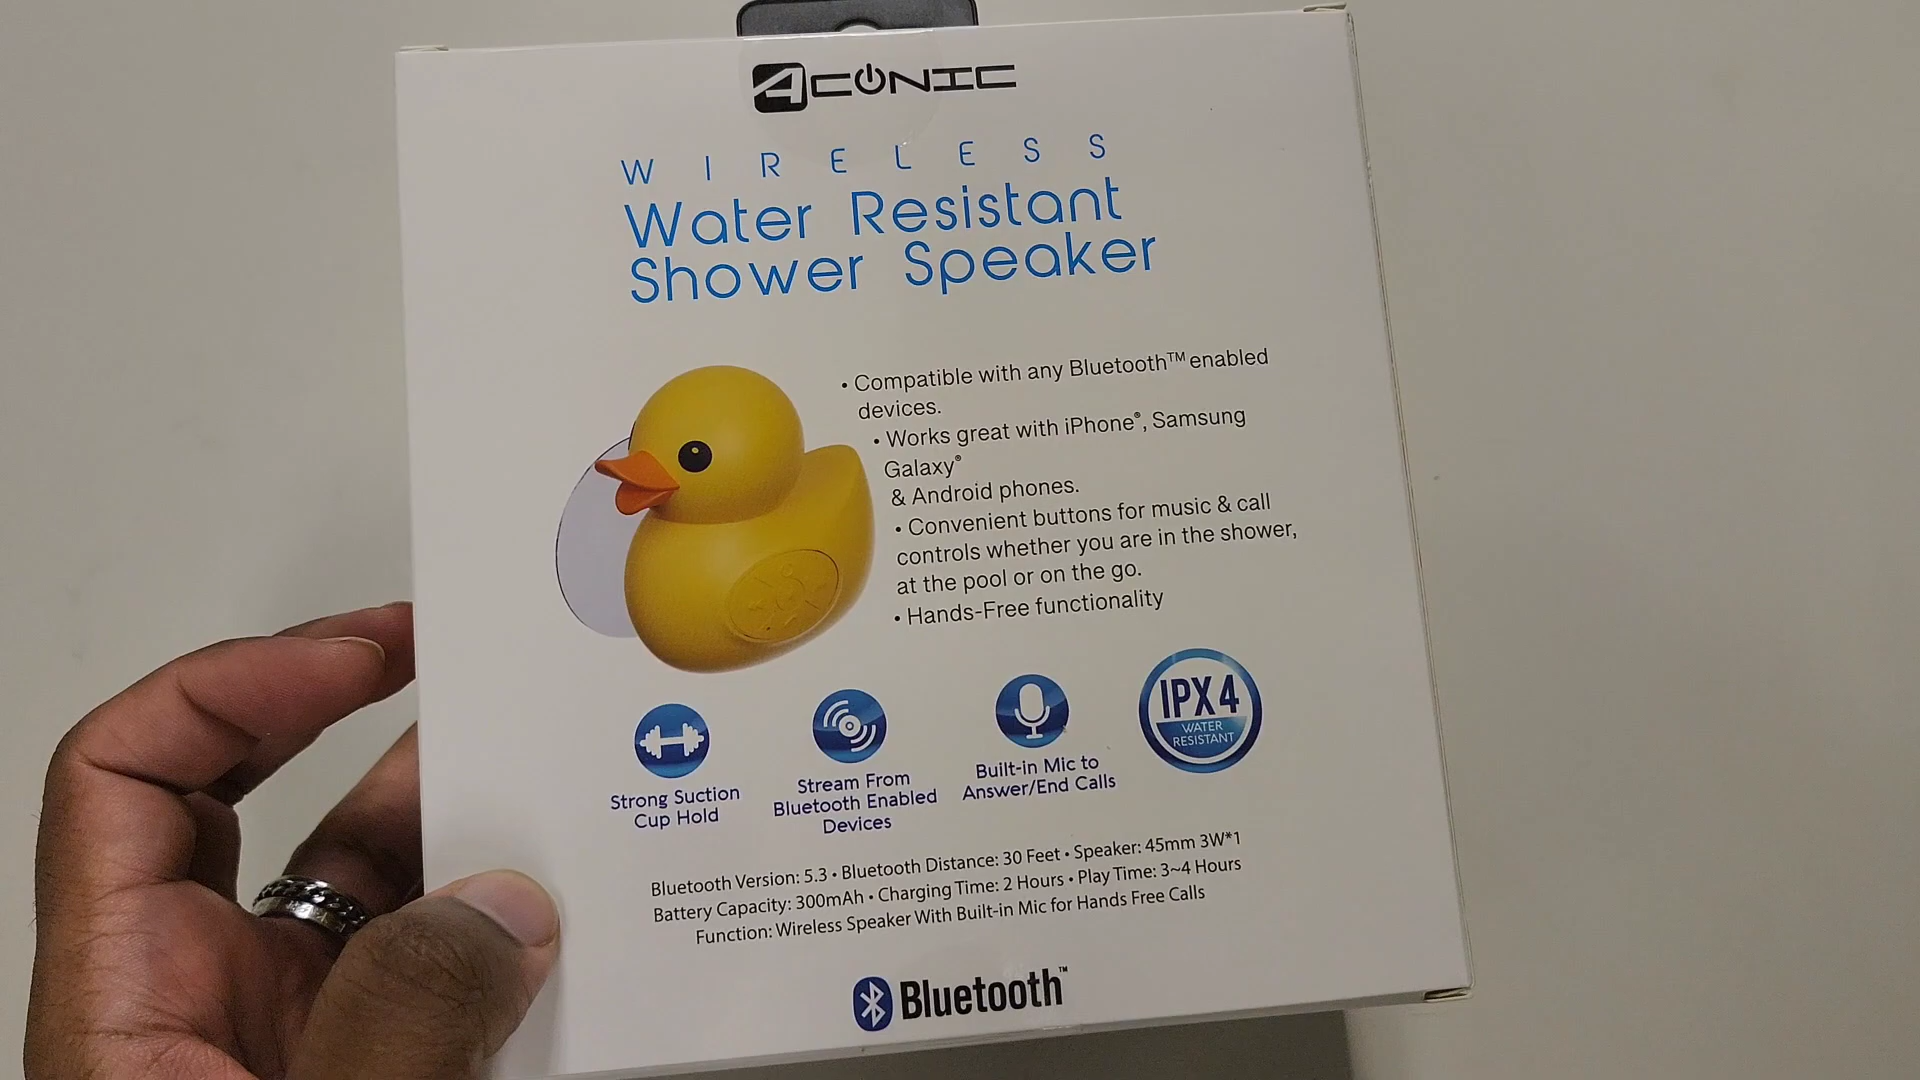 4CONIC
WIRELESS
Water Resistant
Shower Speaker
• Compatible with any Bluetooth™ enabled
devices.
• Works great with iPhone®, Samsung
Galaxy®
& Android phones.
• Convenient buttons for music & call
controls whether you are in the shower,
at the pool or on the go.
• Hands-Free functionality
Strong Suction
Cup Hold
Stream From
Bluetooth Enabled
Devices
Built-in Mic to
Answer/End Calls
IPX4
WATER
RESISTANT
Bluetooth Version: 5.3 • Bluetooth Distance: 30 Feet • Speaker: 45mm 3W*1
Battery Capacity: 300mAh • Charging Time: 2 Hours • Play Time: 3~4 Hours
Function: Wireless Speaker With Built-in Mic for Hands Free Calls
Bluetooth™